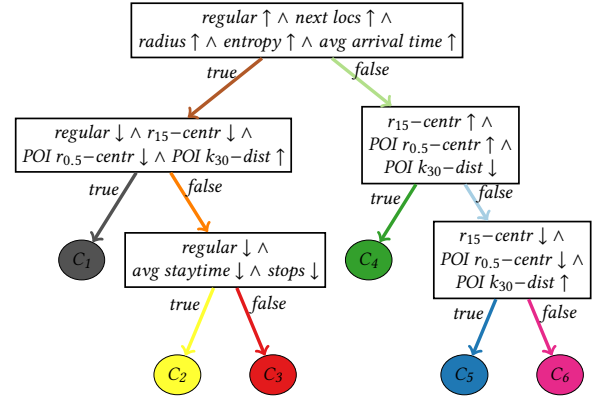 regular ↑ ∧ next locs ↑ ∧
radius ↑ ∧ entropy ↑ ∧ avg arrival time ↑
true
false
regular ↓ ∧ r₁₅−centr ↓ ∧
POI r₀.₅−centr ↓ ∧ POI k₃₀−dist ↑
r₁₅−centr ↑ ∧
POI r₀.₅−centr ↑ ∧
POI k₃₀−dist ↓
true
false
true
false
C₁
regular ↓ ∧
avg staytime ↓ ∧ stops ↓
C₄
r₁₅−centr ↓ ∧
POI r₀.₅−centr ↓ ∧
POI k₃₀−dist ↑
true
false
true
false
C₂
C₃
C₅
C₆